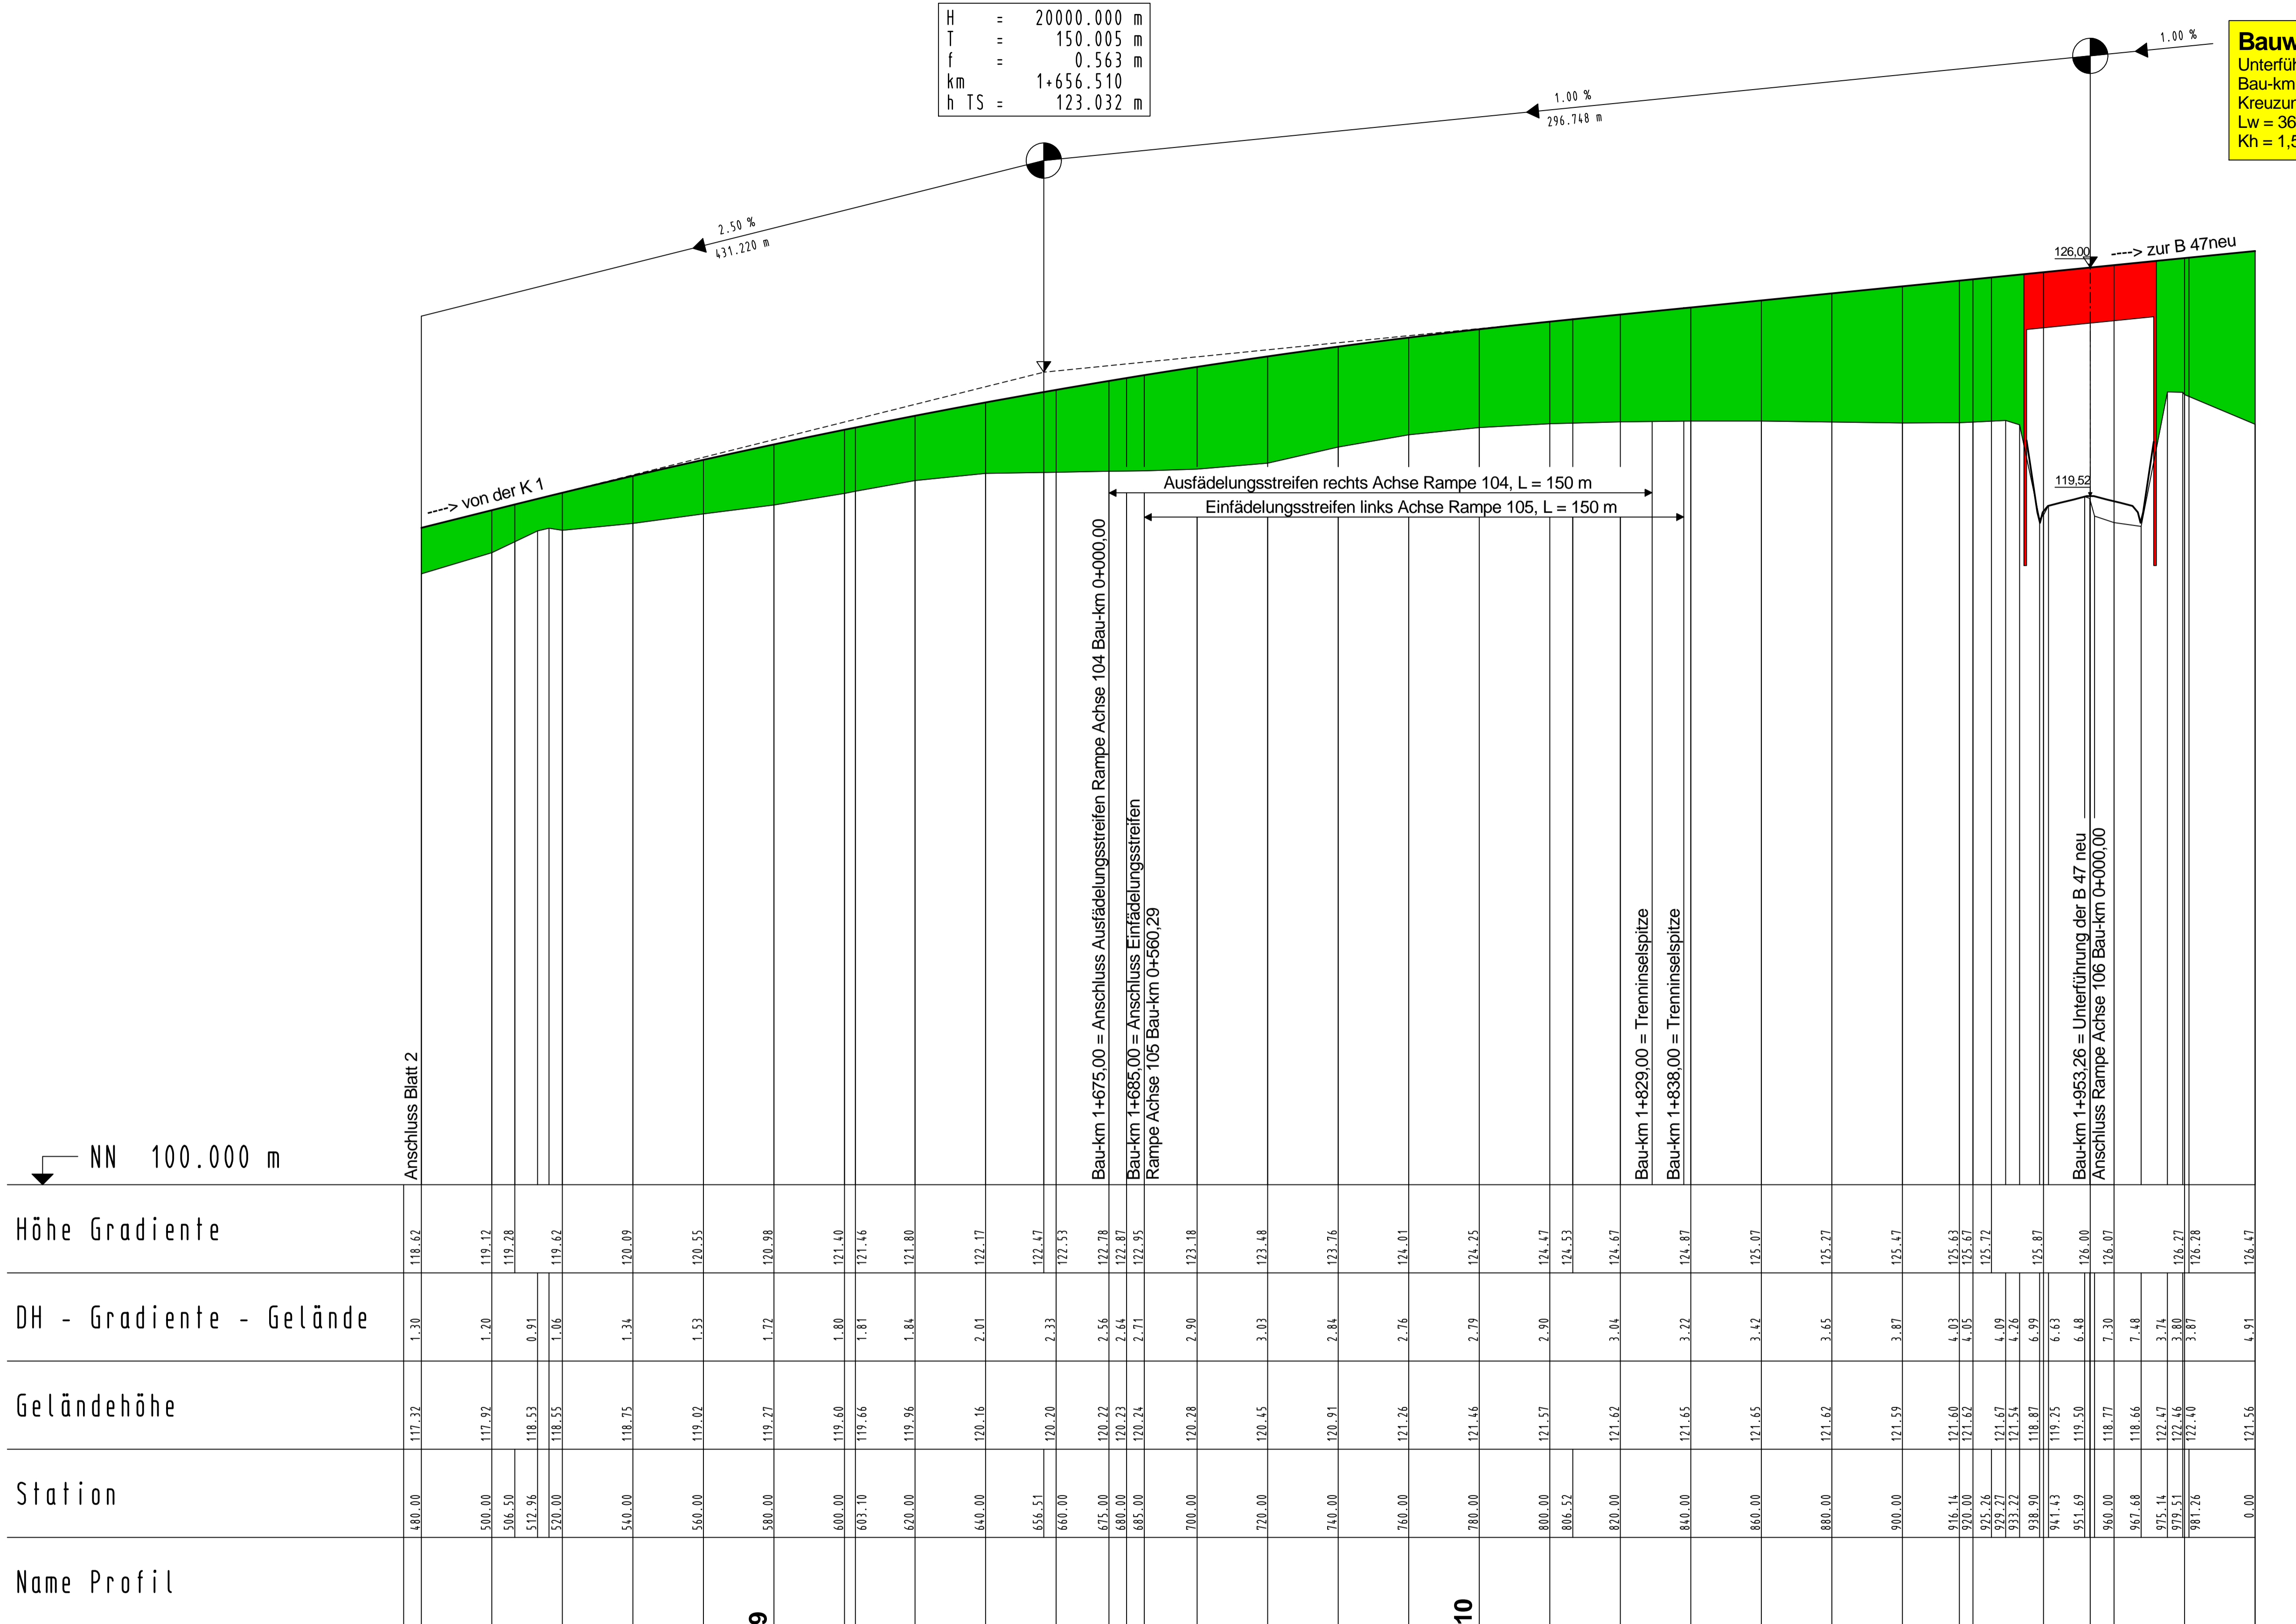 H = 20000.000 m
T = 150.005 m
f = 0.563 m
km 1+656.510
h TS = 123.032 m
1.00 %
Bauw
Unterfüh
Bau-km
Kreuzun
Lw = 36
Kh = 1,5
1.00 %
296.748 m
2.50 %
431.220 m
126,00
----> zur B 47neu
----> von der K 1
Ausfädelungsstreifen rechts Achse Rampe 104, L = 150 m
Einfädelungsstreifen links Achse Rampe 105, L = 150 m
119,52
Anschluss Blatt 2
Bau-km 1+675,00 = Anschluss Ausfädelungsstreifen Rampe Achse 104 Bau-km 0+000,00
Bau-km 1+685,00 = Anschluss Einfädelungsstreifen
Rampe Achse 105 Bau-km 0+560,29
Bau-km 1+829,00 = Trenninselspitze
Bau-km 1+838,00 = Trenninselspitze
Bau-km 1+953,26 = Unterführung der B 47 neu
Anschluss Rampe Achse 106 Bau-km 0+000,00
NN 100.000 m
Höhe Gradiente 118.62 119.12 119.28 119.62 120.09 120.55 120.98 121.40 121.46 121.80 122.17 122.47 122.53 122.78 122.87 122.95 123.18 123.48 123.76 124.01 124.25 124.47 124.53 124.67 124.87 125.07 125.27 125.47 125.63 125.67 125.72 125.87 126.00 126.07 126.27 126.28 126.47
DH - Gradiente - Gelände 1.30 1.20 0.91 1.06 1.34 1.53 1.72 1.80 1.81 1.84 2.01 2.33 2.56 2.64 2.71 2.90 3.03 2.84 2.76 2.79 2.90 3.04 3.22 3.42 3.65 3.87 4.03 4.05 4.09 4.26 6.99 6.63 6.48 7.30 7.48 3.74 3.80 3.87 4.91
Geländehöhe 117.32 117.92 118.53 118.55 118.75 119.02 119.27 119.60 119.66 119.96 120.16 120.20 120.22 120.23 120.24 120.28 120.45 120.91 121.26 121.46 121.57 121.62 121.65 121.65 121.62 121.59 121.60 121.62 121.67 121.54 118.87 119.25 119.50 118.77 118.66 122.47 122.46 122.40 121.56
Station 480.00 500.00 506.50 512.96 520.00 540.00 560.00 580.00 600.00 603.10 620.00 640.00 656.51 660.00 675.00 680.00 685.00 700.00 720.00 740.00 760.00 780.00 800.00 806.52 820.00 840.00 860.00 880.00 900.00 916.14 920.00 925.26 929.27 933.22 938.90 941.43 951.69 960.00 967.68 975.14 979.51 981.26 0.00
Name Profil
9
10